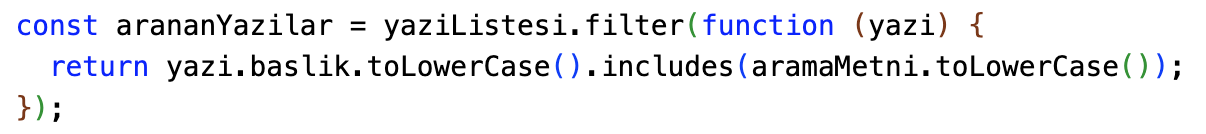 const arananYazilar = yaziListesi.filter(function (yazi) {
  return yazi.baslik.toLowerCase().includes(aramaMetni.toLowerCase());
});